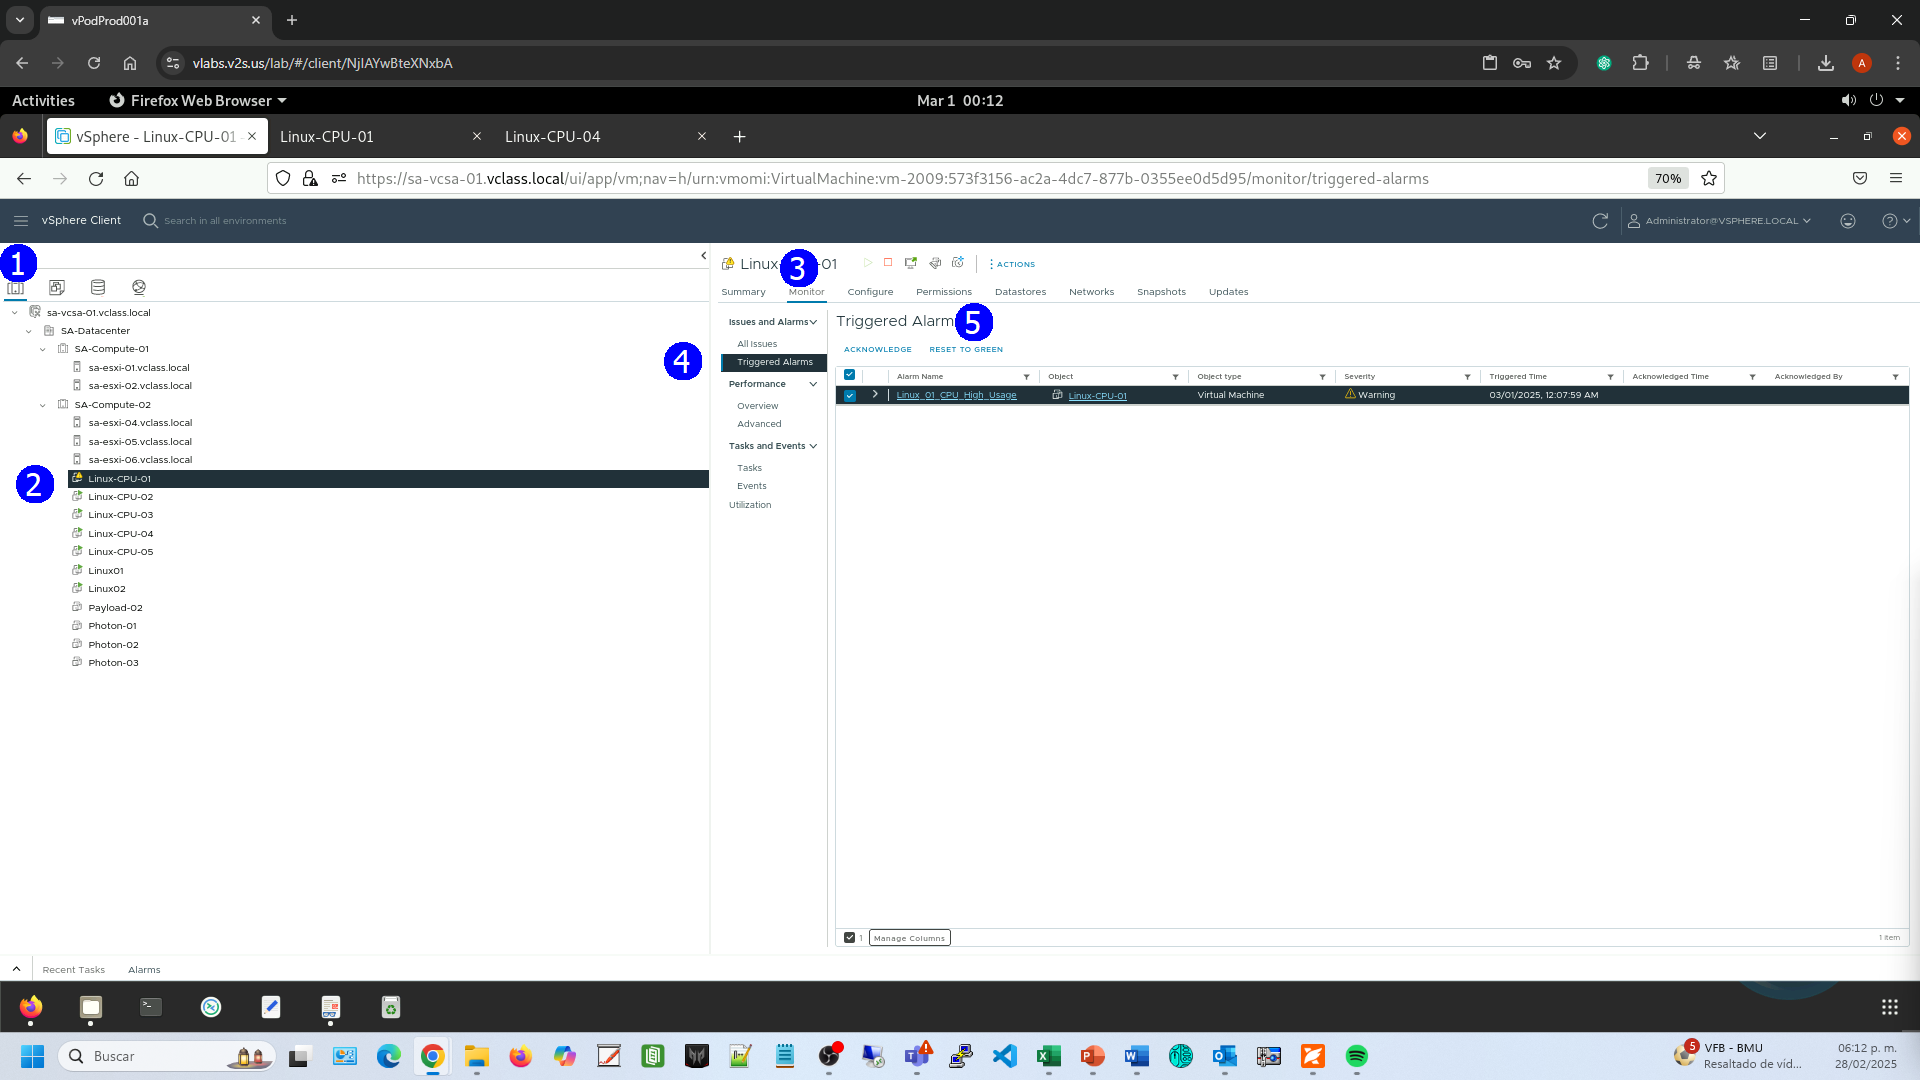 vPodProd001a
vlabs.v2s.us/lab/#/client/NjIAYwBteXNxbA
A
Activities
Firefox Web Browser
Mar 1 00:12
vSphere - Linux-CPU-01 -
Linux-CPU-01
Linux-CPU-04
https://sa-vcsa-01.vclass.local/ui/app/vm;nav=h/urn:vmomi:VirtualMachine:vm-2009:573f3156-ac2a-4dc7-877b-0355ee0d5d95/monitor/triggered-alarms
70%
vSphere Client
Search in all environments
Administrator@VSPHERE.LOCAL
1
sa-vcsa-01.vclass.local
SA-Datacenter
SA-Compute-01
sa-esxi-01.vclass.local
sa-esxi-02.vclass.local
SA-Compute-02
sa-esxi-04.vclass.local
sa-esxi-05.vclass.local
sa-esxi-06.vclass.local
2
Linux-CPU-01
Linux-CPU-02
Linux-CPU-03
Linux-CPU-04
Linux-CPU-05
Linux01
Linux02
Payload-02
Photon-01
Photon-02
Photon-03
3
ACTIONS
Summary
Monitor
Configure
Permissions
Datastores
Networks
Snapshots
Updates
Issues and Alarms
All Issues
4
Triggered Alarms
Performance
Overview
Advanced
Tasks and Events
Tasks
Events
Utilization
Triggered Alarm
5
ACKNOWLEDGE
RESET TO GREEN
Alarm Name
Object
Object type
Severity
Triggered Time
Acknowledged Time
Acknowledged By
Linux_01_CPU_High_Usage
Linux-CPU-01
Virtual Machine
Warning
03/01/2025, 12:07:59 AM
1
Manage Columns
1 item
Recent Tasks
Alarms
Buscar
5
VFB - BMU
Resaltado de víd...
06:12 p. m.
28/02/2025